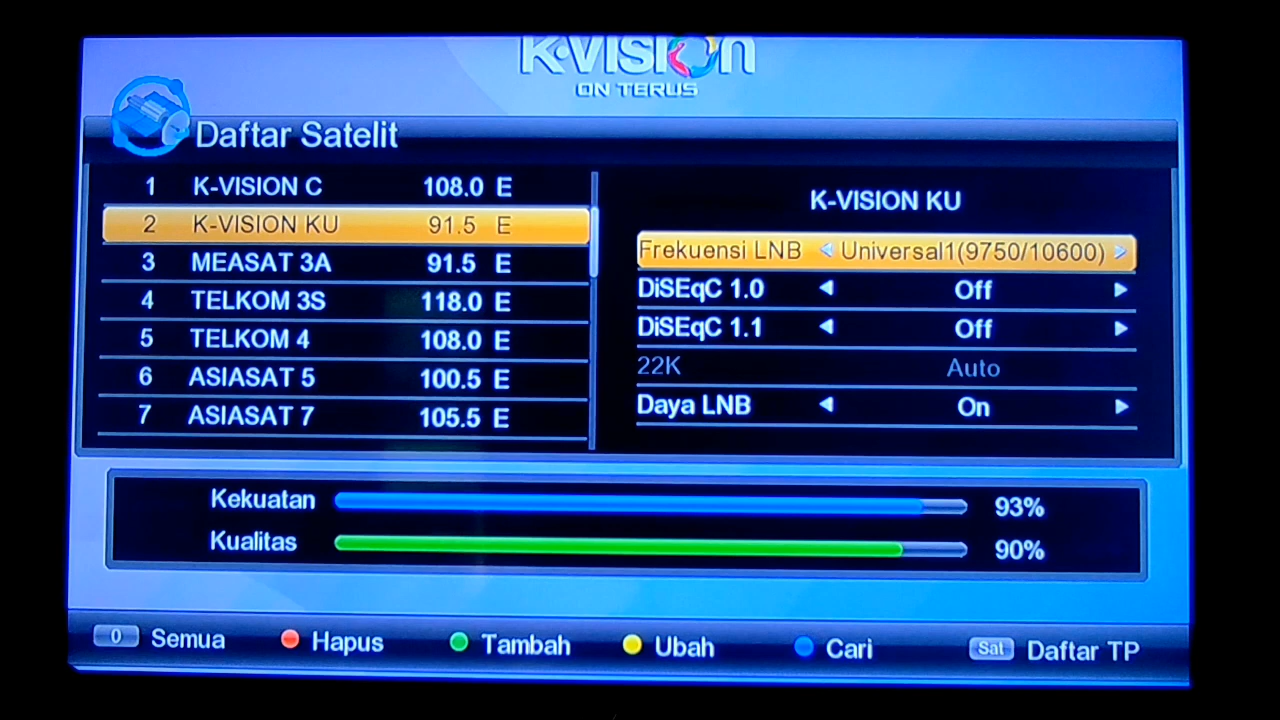 K-VISION
ON TERUS
Daftar Satelit
1 K-VISION C 108.0 E
2 K-VISION KU 91.5 E
3 MEASAT 3A 91.5 E
4 TELKOM 3S 118.0 E
5 TELKOM 4 108.0 E
6 ASIASAT 5 100.5 E
7 ASIASAT 7 105.5 E
K-VISION KU
Frekuensi LNB Universal1(9750/10600)
DiSEqC 1.0 Off
DiSEqC 1.1 Off
22K Auto
Daya LNB On
Kekuatan 93%
Kualitas 90%
0 Semua Hapus Tambah Ubah Cari Sat Daftar TP